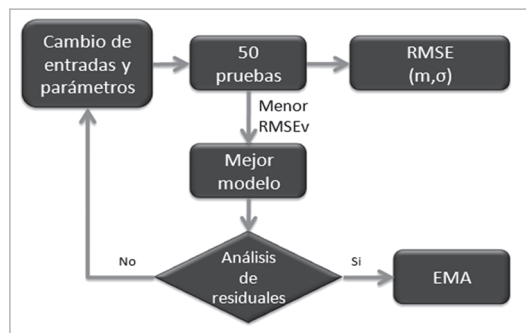 Cambio de
entradas y
parámetros
50
pruebas
RMSE
(m,σ)
Menor
RMSEv
Mejor
modelo
Análisis
de
residuales
No
Si
EMA